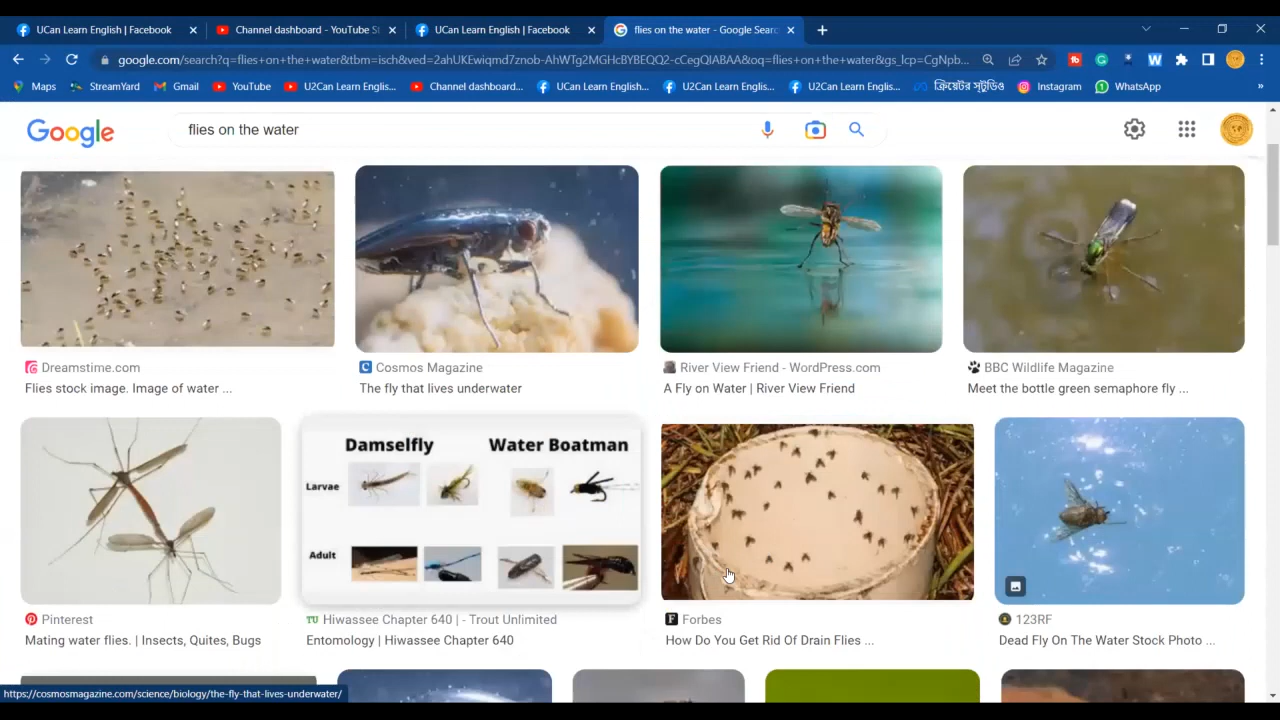 UCan Learn English | Facebook
Channel dashboard - YouTube St
UCan Learn English | Facebook
flies on the water - Google Searc
google.com/search?q=flies+on+the+water&tbm=isch&ved=2ahUKEwiqmd7znob-AhWTg2MGHcBYBEQQ2-cCegQIABAA&oq=flies+on+the+water&gs_lcp=CgNpb...
Maps
StreamYard
Gmail
YouTube
U2Can Learn Englis...
Channel dashboard...
UCan Learn English...
U2Can Learn Englis...
U2Can Learn Englis...
ক্রিয়েটর স্টুডিও
Instagram
WhatsApp
»
Google
flies on the water
Dreamstime.com
Flies stock image. Image of water ...
Cosmos Magazine
The fly that lives underwater
River View Friend - WordPress.com
A Fly on Water | River View Friend
BBC Wildlife Magazine
Meet the bottle green semaphore fly ...
Damselfly
Water Boatman
Larvae
Adult
Pinterest
Mating water flies. | Insects, Quites, Bugs
TU Hiwassee Chapter 640 | - Trout Unlimited
Entomology | Hiwassee Chapter 640
Forbes
How Do You Get Rid Of Drain Flies ...
123RF
Dead Fly On The Water Stock Photo ...
https://cosmosmagazine.com/science/biology/the-fly-that-lives-underwater/